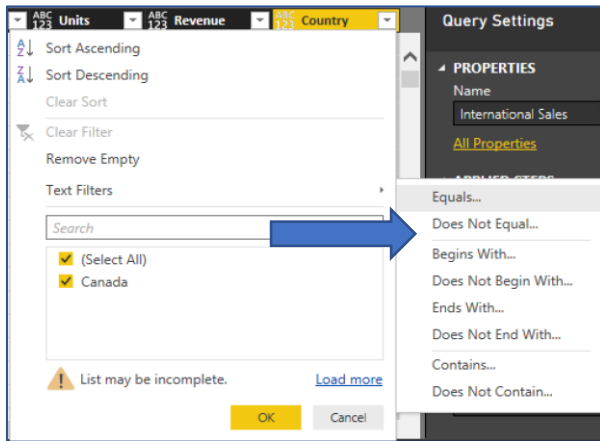 ABC
123 Units
ABC
123 Revenue
ABC
123 Country
Query Settings
Sort Ascending
Sort Descending
Clear Sort
Clear Filter
Remove Empty
Text Filters
Search
(Select All)
Canada
List may be incomplete.
Load more
OK
Cancel
PROPERTIES
Name
International Sales
All Properties
APPLIED STEPS
Equals...
Does Not Equal...
Begins With...
Does Not Begin With...
Ends With...
Does Not End With...
Contains...
Does Not Contain...